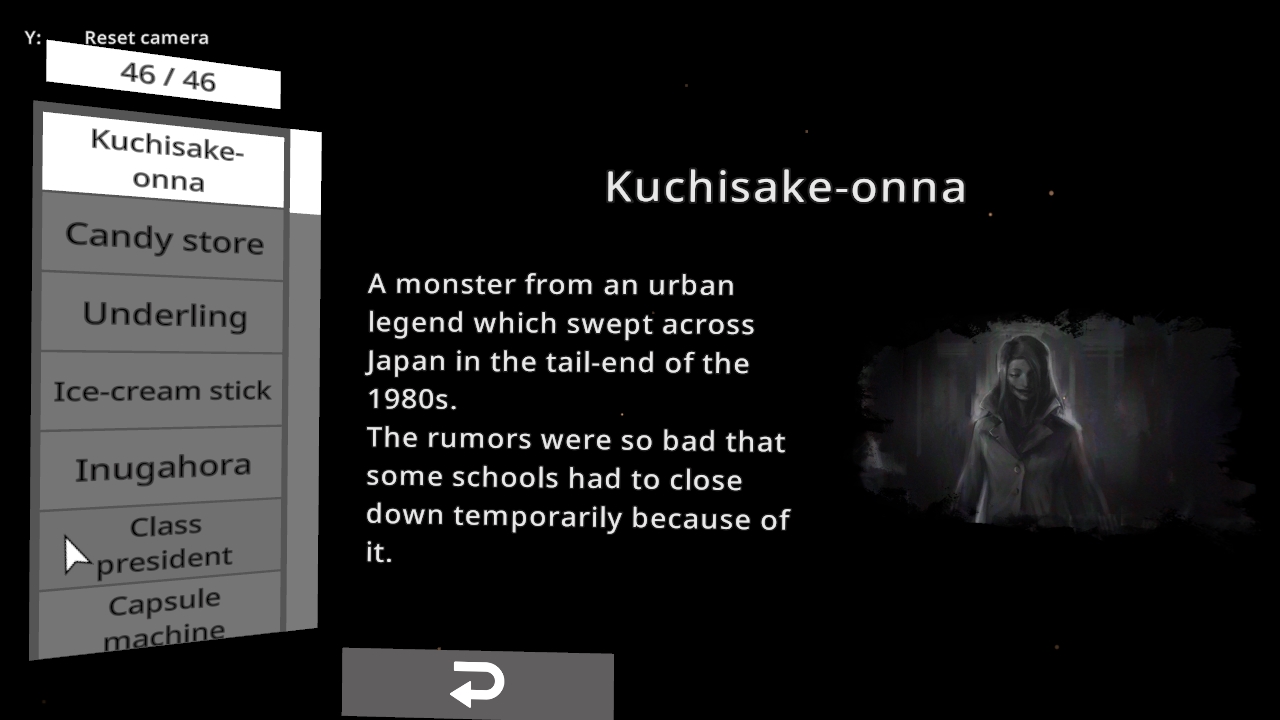 Y: Reset camera
46 / 46
Kuchisake-
onna
Candy store
Underling
Ice-cream stick
Inugahora
Class
president
Capsule
machine
Kuchisake-onna
A monster from an urban
legend which swept across
Japan in the tail-end of the
1980s.
The rumors were so bad that
some schools had to close
down temporarily because of
it.